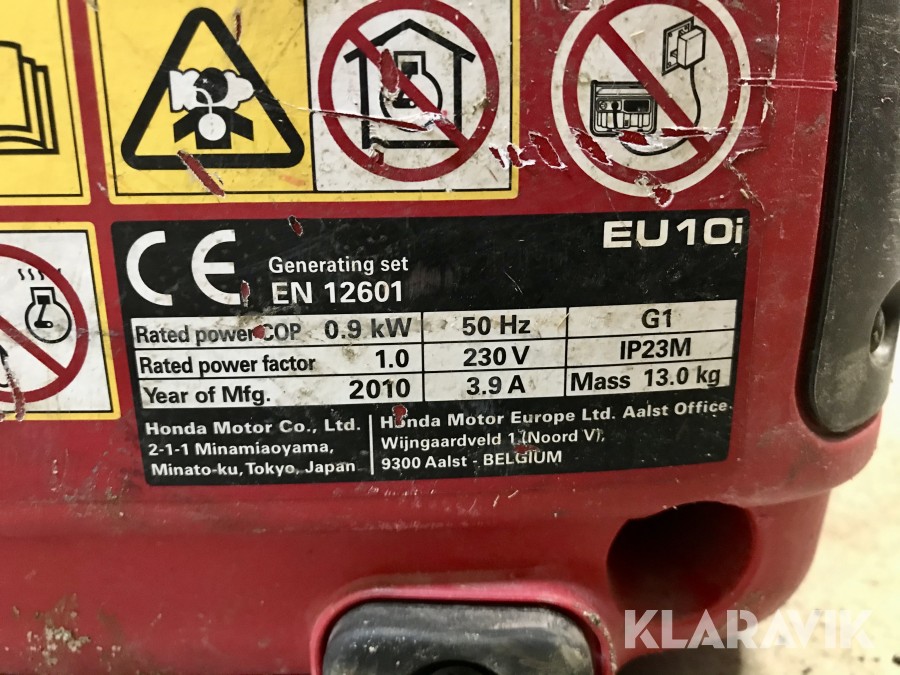 EU10i
CE
Generating set
EN 12601
Rated power COP 0.9 kW 50 Hz G1
Rated power factor 1.0 230 V IP23M
Year of Mfg. 2010 3.9 A Mass 13.0 kg
Honda Motor Co., Ltd.
2-1-1 Minamiaoyama,
Minato-ku, Tokyo, Japan
Honda Motor Europe Ltd. Aalst Office
Wijngaardveld 1 (Noord V),
9300 Aalst - BELGIUM
KLARAVIK